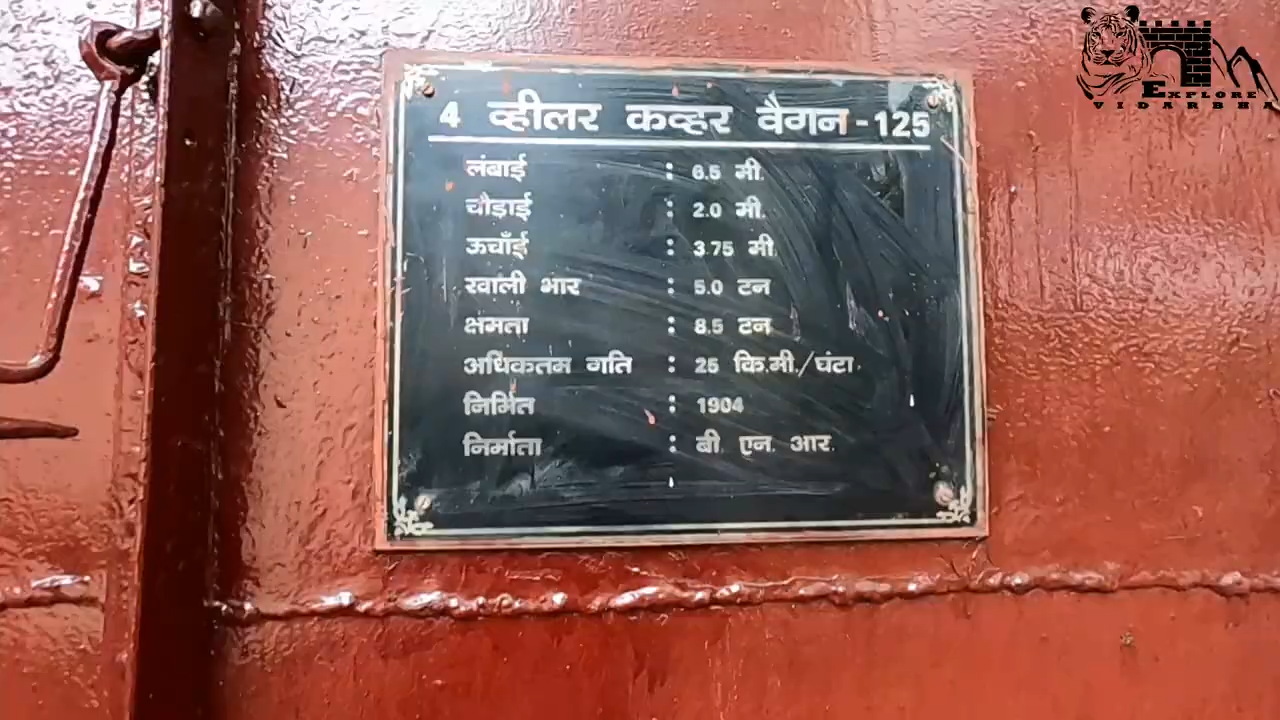 4 व्हीलर कव्हर वैगन - 125
लंबाई : 6.5 मी.
चौड़ाई : 2.0 मी.
ऊचाँई : 3.75 मी.
खाली भार : 5.0 टन
क्षमता : 8.5 टन
अधिकतम गति : 25 कि.मी./घंटा
निर्मित : 1904
निर्माता : बी. एन. आर.
EXPLORE
VIDARBHA